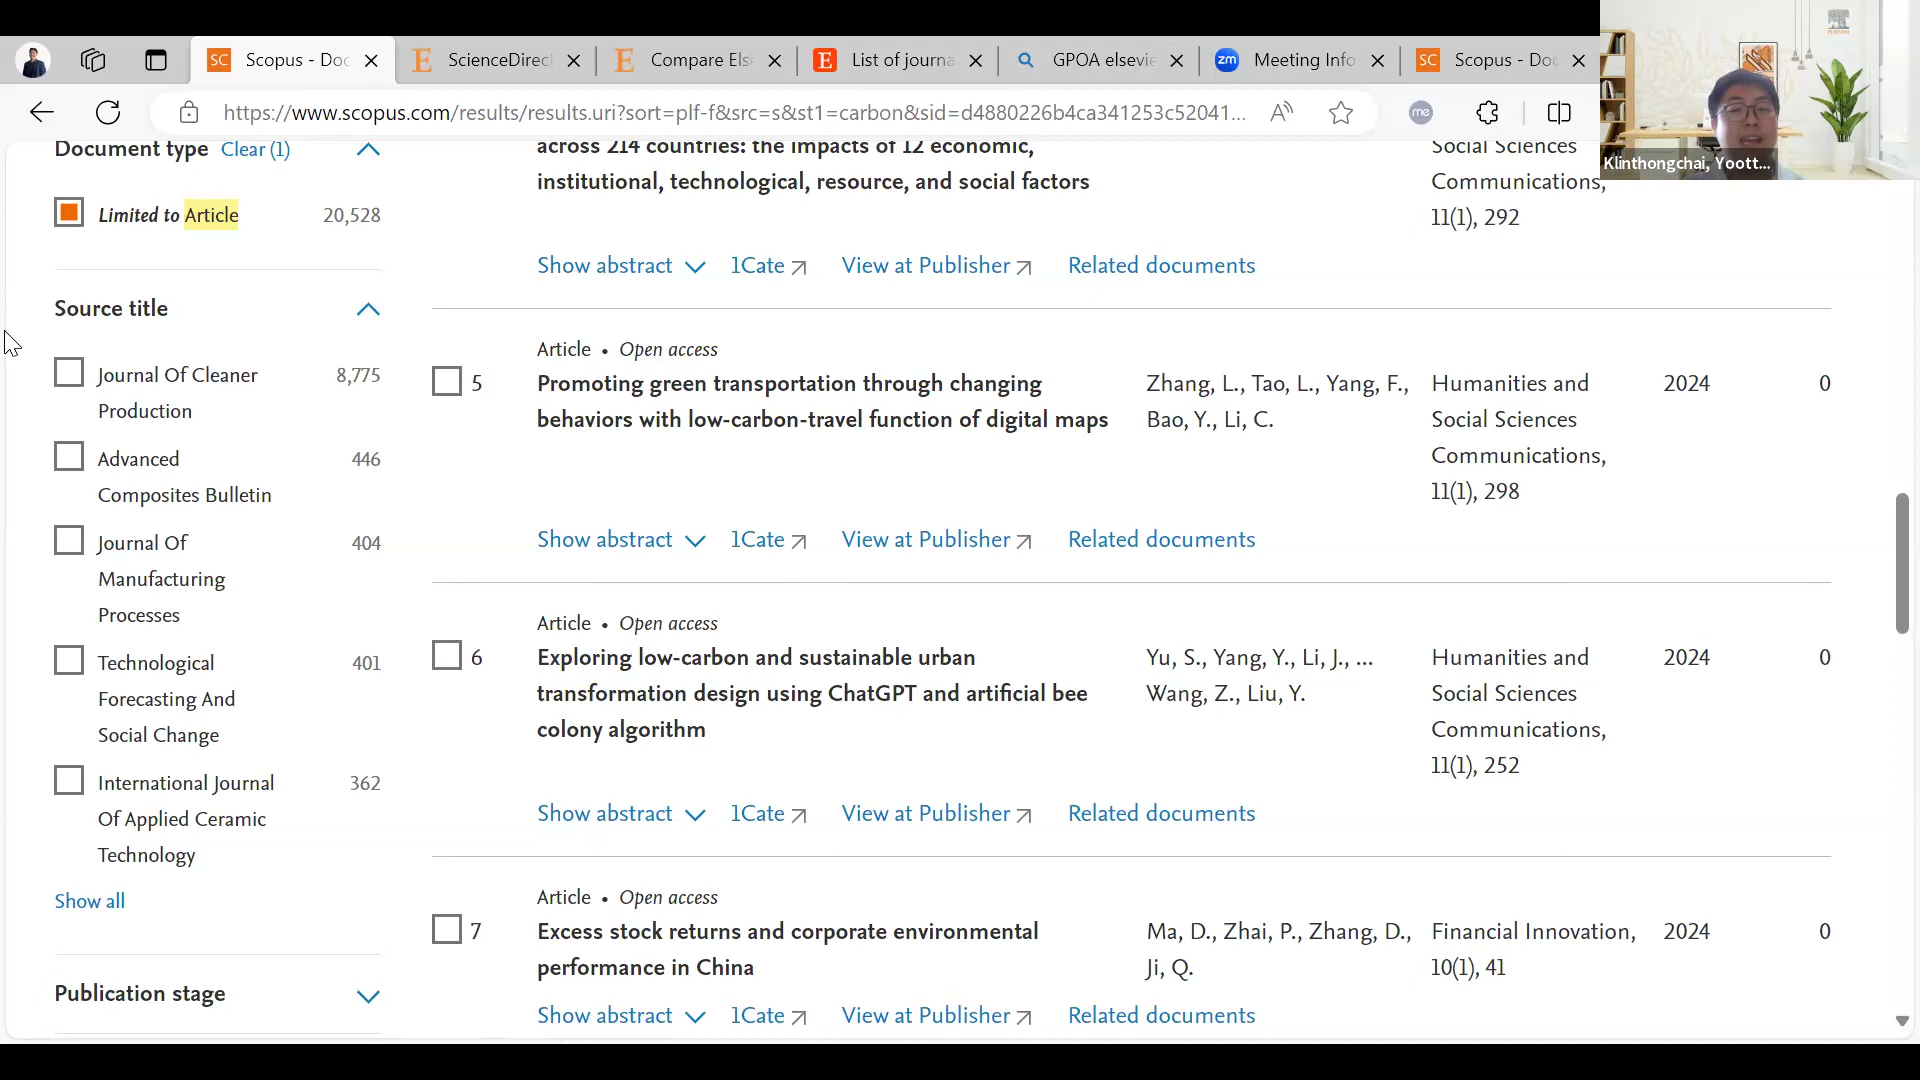 Scopus - Doc
ScienceDirec
Compare Els
List of journa
GPOA elsevie
zm
Meeting Info
SC
Scopus - Doc
https://www.scopus.com/results/results.uri?sort=plf-f&src=s&st1=carbon&sid=d4880226b4ca341253c52041...
me
Klinthongchai, Yoott...
Document type Clear (1)
Limited to Article 20,528
Source title
Journal Of Cleaner 8,775
Production
Advanced 446
Composites Bulletin
Journal Of 404
Manufacturing
Processes
Technological 401
Forecasting And
Social Change
International Journal 362
Of Applied Ceramic
Technology
Show all
Publication stage
across 214 countries: the impacts of 12 economic,
institutional, technological, resource, and social factors
Social Sciences
Communications,
11(1), 292
Show abstract 1Cate View at Publisher Related documents
Article • Open access
5 Promoting green transportation through changing
behaviors with low-carbon-travel function of digital maps
Zhang, L., Tao, L., Yang, F.,
Bao, Y., Li, C.
Humanities and
Social Sciences
Communications,
11(1), 298
2024 0
Show abstract 1Cate View at Publisher Related documents
Article • Open access
6 Exploring low-carbon and sustainable urban
transformation design using ChatGPT and artificial bee
colony algorithm
Yu, S., Yang, Y., Li, J., ...
Wang, Z., Liu, Y.
Humanities and
Social Sciences
Communications,
11(1), 252
2024 0
Show abstract 1Cate View at Publisher Related documents
Article • Open access
7 Excess stock returns and corporate environmental
performance in China
Ma, D., Zhai, P., Zhang, D.,
Ji, Q.
Financial Innovation,
10(1), 41
2024 0
Show abstract 1Cate View at Publisher Related documents